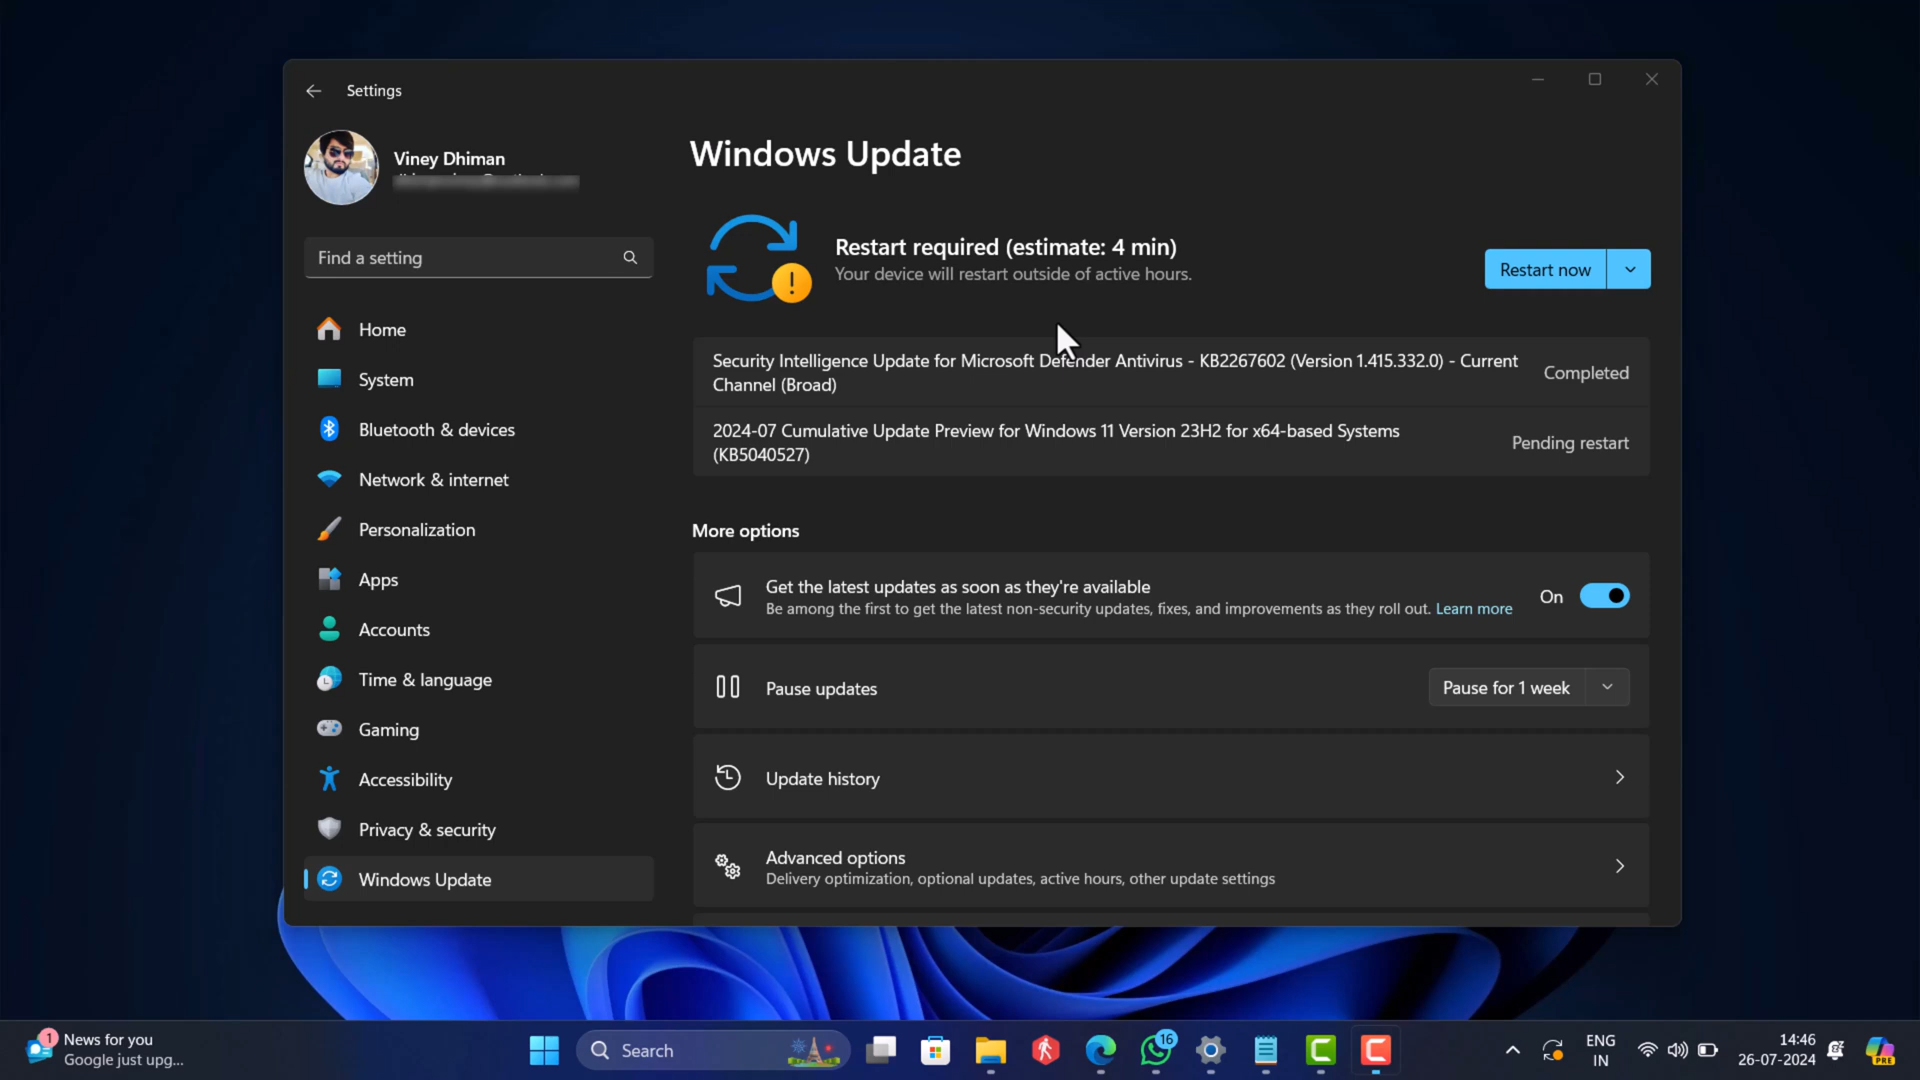 Settings
Viney Dhiman
Find a setting
Home
System
Bluetooth & devices
Network & internet
Personalization
Apps
Accounts
Time & language
Gaming
Accessibility
Privacy & security
Windows Update
Windows Update
Restart required (estimate: 4 min)
Your device will restart outside of active hours.
Restart now
Security Intelligence Update for Microsoft Defender Antivirus - KB2267602 (Version 1.415.332.0) - Current
Channel (Broad)
Completed
2024-07 Cumulative Update Preview for Windows 11 Version 23H2 for x64-based Systems
(KB5040527)
Pending restart
More options
Get the latest updates as soon as they're available
Be among the first to get the latest non-security updates, fixes, and improvements as they roll out. Learn more
On
Pause updates
Pause for 1 week
Update history
Advanced options
Delivery optimization, optional updates, active hours, other update settings
1
News for you
Google just upg...
Search
16
ENG
IN
14:46
26-07-2024
PRE